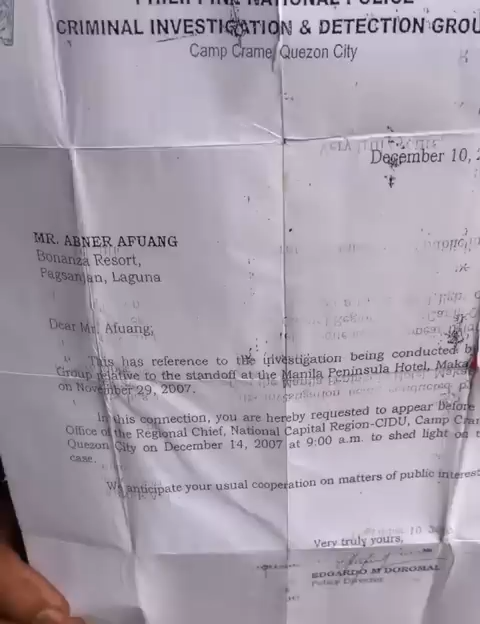 PHILIPPINE NATIONAL POLICE
CRIMINAL INVESTIGATION & DETECTION GROU
Camp Crame, Quezon City
December 10, 2
MR. ABNER AFUANG
Bonanza Resort,
Pagsanjan, Laguna
Dear Mr. Afuang;
This has reference to the investigation being conducted by
Group relative to the standoff at the Manila Peninsula Hotel, Maka
on November 29, 2007.
In this connection, you are hereby requested to appear before
Office of the Regional Chief, National Capital Region-CIDU, Camp Cra
Quezon City on December 14, 2007 at 9:00 a.m. to shed light on t
case.
We anticipate your usual cooperation on matters of public interest
Very truly yours,
EDGARDO M DOROMAL
Police Director